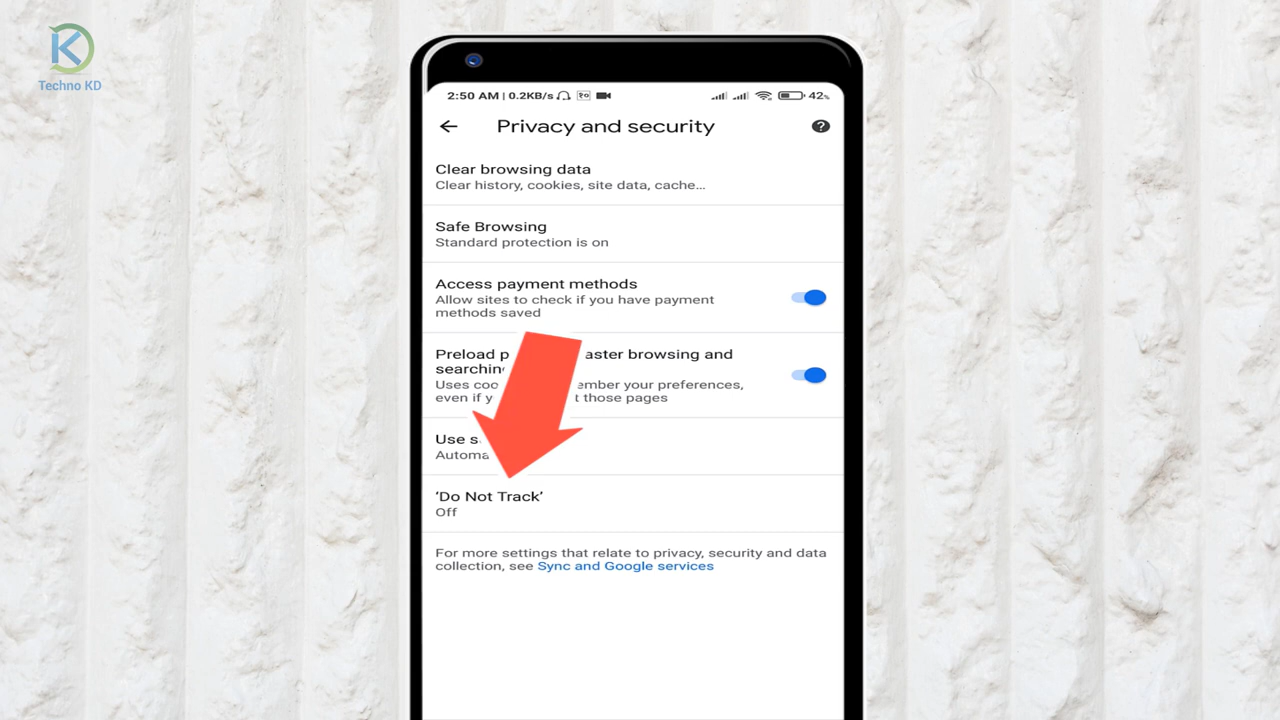 Techno KD
2:50 AM | 0.2KB/s 42%
Privacy and security
Clear browsing data
Clear history, cookies, site data, cache...
Safe Browsing
Standard protection is on
Access payment methods
Allow sites to check if you have payment
methods saved
Preload aster browsing and
searchin
Uses coo ember your preferences,
even if y t those pages
Use s
Automa
‘Do Not Track’
Off
For more settings that relate to privacy, security and data
collection, see Sync and Google services